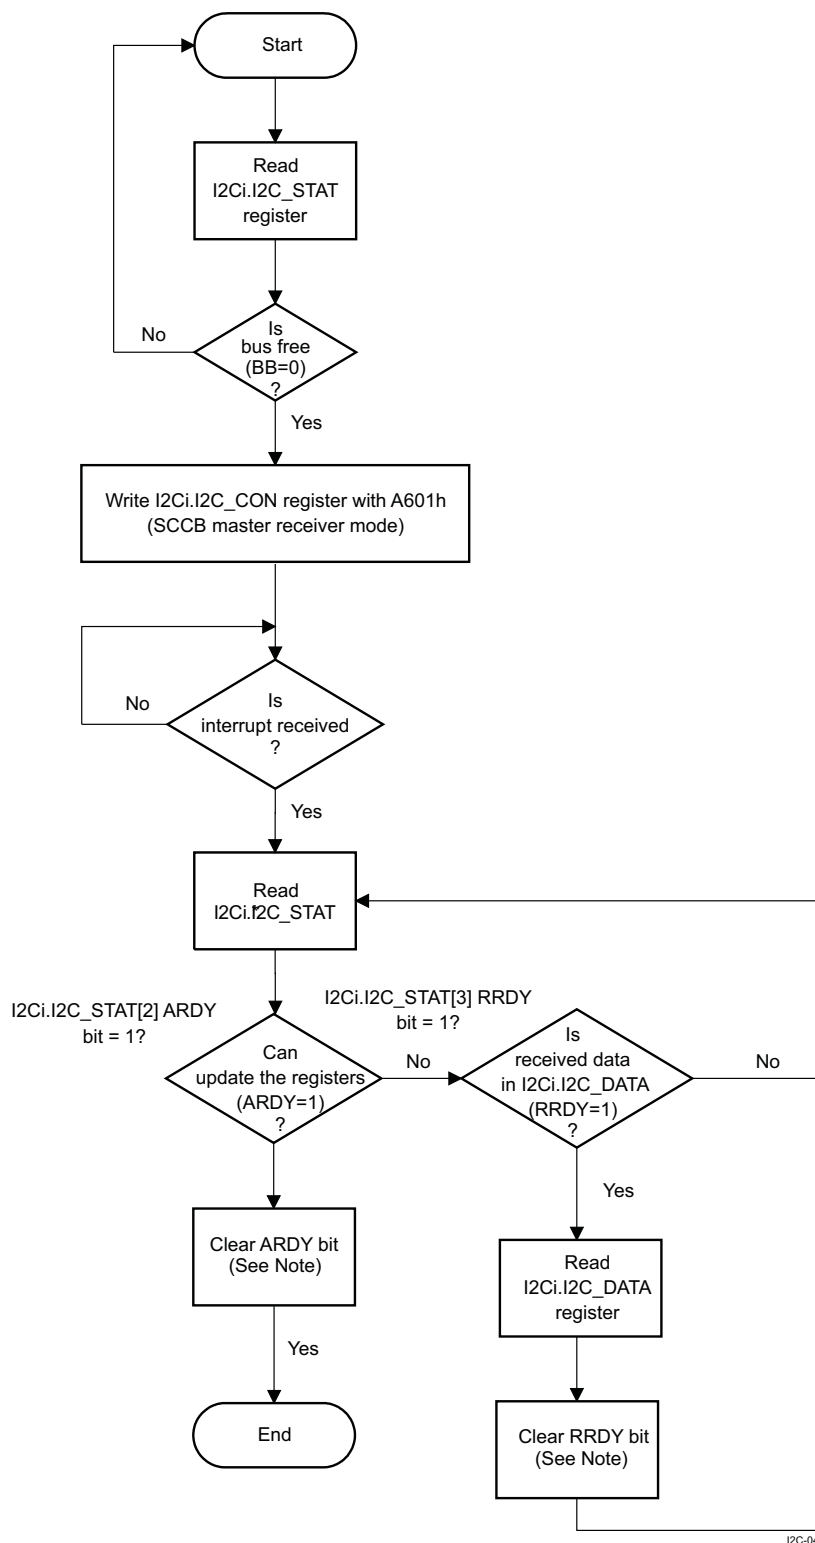 Start
Read
I2Ci.I2C_STAT
register
No
Is
bus free
(BB=0)
?
Yes
Write I2Ci.I2C_CON register with A601h
(SCCB master receiver mode)
No
Is
interrupt received
?
Yes
Read
I2Ci.I2C_STAT
I2Ci.I2C_STAT[2] ARDY
bit = 1?
I2Ci.I2C_STAT[3] RRDY
bit = 1?
Can
update the registers
(ARDY=1)
?
No
Is
received data
in I2Ci.I2C_DATA
(RRDY=1)
?
No
Yes
Clear ARDY bit
(See Note)
Read
I2Ci.I2C_DATA
register
Yes
End
Clear RRDY bit
(See Note)
I2C-04